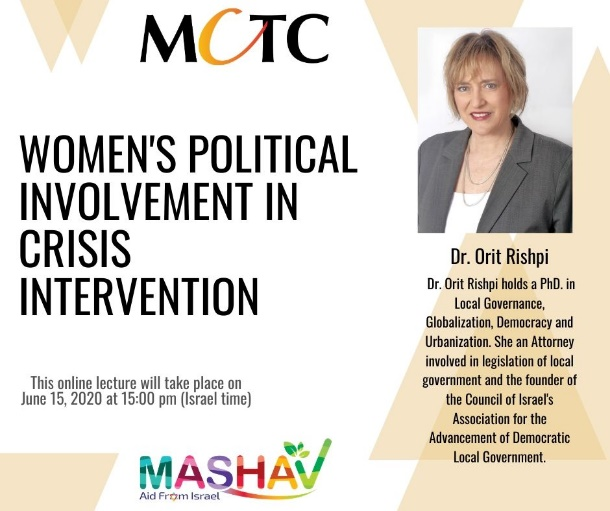 MCTC
WOMEN'S POLITICAL
INVOLVEMENT IN
CRISIS
INTERVENTION
This online lecture will take place on
June 15, 2020 at 15:00 pm (Israel time)
MASHAV
Aid From Israel
Dr. Orit Rishpi
Dr. Orit Rishpi holds a PhD. in
Local Governance,
Globalization, Democracy and
Urbanization. She an Attorney
involved in legislation of local
government and the founder of
the Council of Israel's
Association for the
Advancement of Democratic
Local Government.